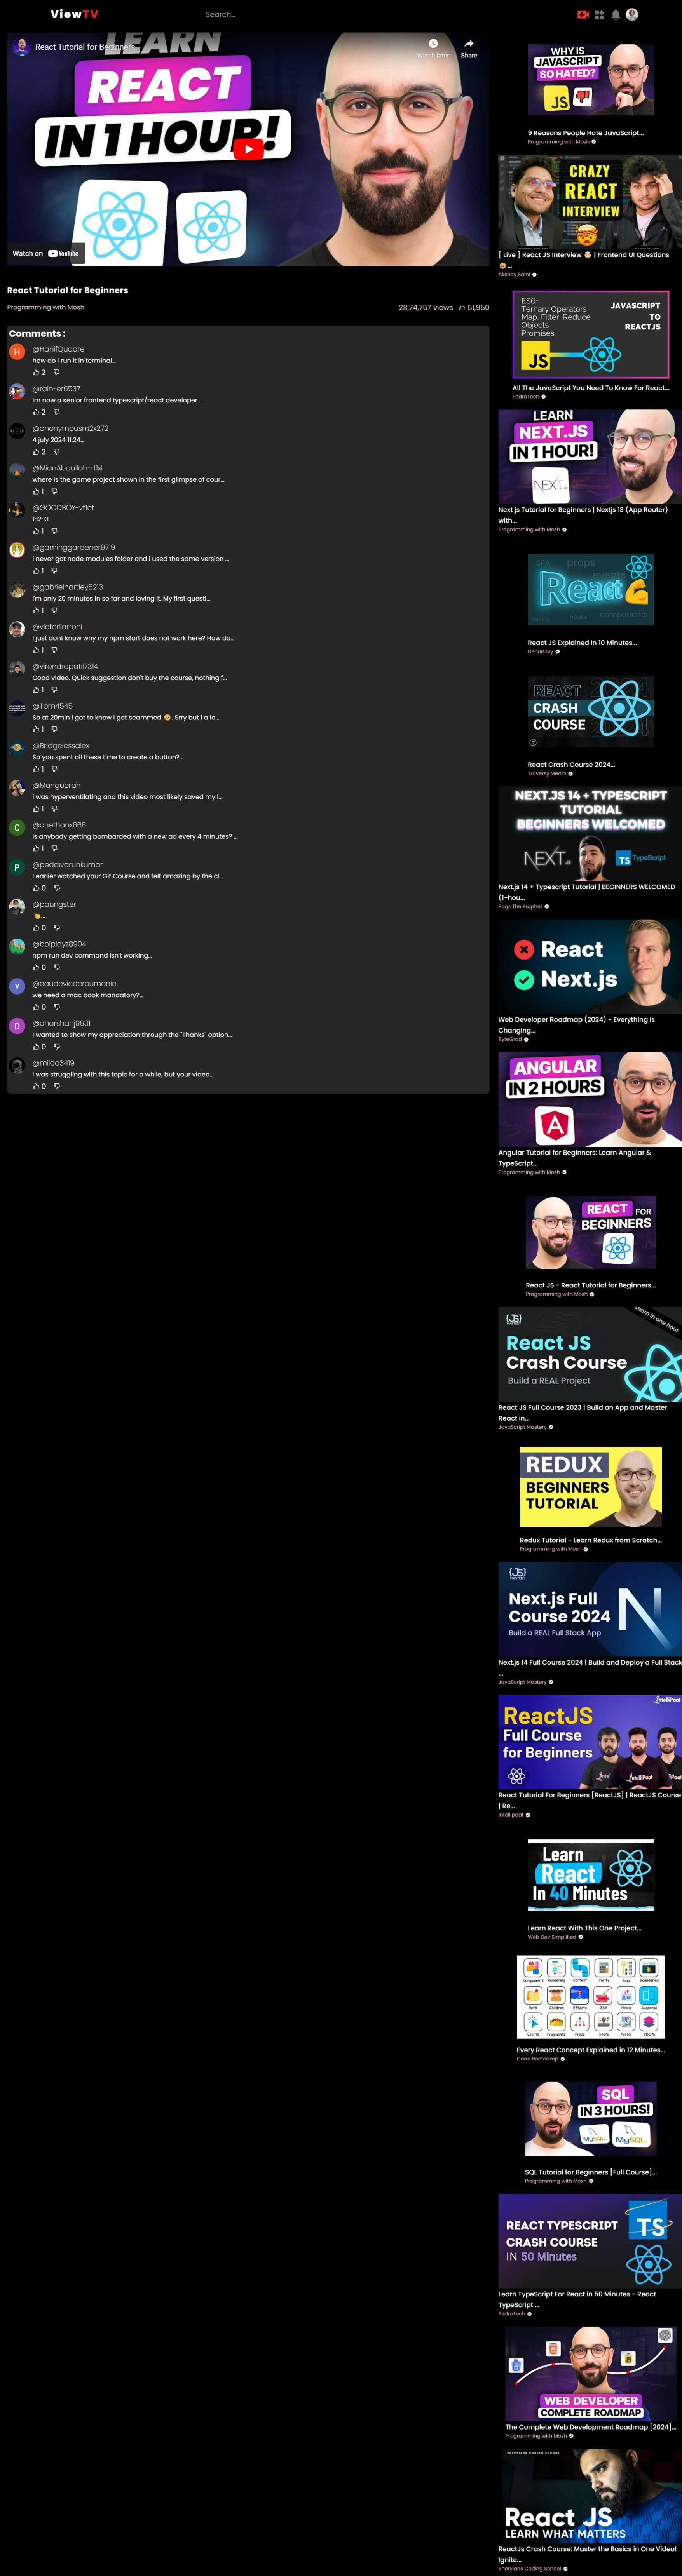 ViewTV
Search...
LEARN
React Tutorial for Beginners
Watch later
Share
REACT
IN 1 HOUR!
Watch on YouTube
React Tutorial for Beginners
Programming with Mosh
28,74,757 views
51,950
Comments :
H
@HanifQuadre
how do i run it in terminal...
2
@rain-er6537
Im now a senior frontend typescript/react developer...
2
@anonymousm2x272
4 july 2024 11:24...
2
@MianAbdullah-rt1xl
where is the game project shown in the first glimpse of cour...
1
@GOODBOY-vt1cf
1:12:13...
1
@gaminggardener9719
i never got node modules folder and i used the same version ...
1
@gabrielhartley5213
I'm only 20 minutes in so far and loving it. My first questi...
1
@victortarroni
I just dont know why my npm start does not work here? How do...
1
@virendrapatil7314
Good video. Quick suggestion don't buy the course, nothing f...
1
@Tbm4545
So at 20min i got to know i got scammed 😕. Srry but i a le...
1
@Bridgelessalex
So you spent all these time to create a button?...
1
@Manguerah
i was hyperventilating and this video most likely saved my l...
1
C
@chethanx666
Is anybody getting bombarded with a new ad every 4 minutes? ...
1
P
@peddivarunkumar
I earlier watched your Git Course and felt amazing by the cl...
0
@paungster
👏...
0
@boiplayz8904
npm run dev command isn't working...
0
V
@eaudeviederoumanie
we need a mac book mandatory?...
0
D
@dharshanj9931
I wanted to show my appreciation through the "Thanks" option...
0
@milad3419
I was struggling with this topic for a while, but your video...
0
WHY IS
JAVASCRIPT
SO HATED?
JS
9 Reasons People Hate JavaScript...
Programming with Mosh
CRAZY
REACT
INTERVIEW
[ Live ] React JS Interview 🤯 | Frontend UI Questions
...
Akshay Saini
ES6+
Ternary Operators
Map, Filter. Reduce
Objects
Promises
JAVASCRIPT
TO
REACTJS
JS
All The JavaScript You Need To Know For React...
PedroTech
LEARN
NEXT.JS
IN 1 HOUR!
NEXT.JS
Next js Tutorial for Beginners | Nextjs 13 (App Router)
with...
Programming with Mosh
SPA
props
events
React
routing
hooks
components
React JS Explained In 10 Minutes...
Dennis Ivy
REACT
2024
CRASH
COURSE
React Crash Course 2024...
Traversy Media
NEXT.JS 14 + TYPESCRIPT
TUTORIAL
BEGINNERS WELCOMED
NEXT.JS
TS TypeScript
Next.js 14 + Typescript Tutorial | BEGINNERS WELCOMED
(1-hou...
Pags The Prophet
React
Next.js
Web Developer Roadmap (2024) - Everything is
Changing...
ByteGrad
ANGULAR
IN 2 HOURS
A
Angular Tutorial for Beginners: Learn Angular &
TypeScript...
Programming with Mosh
REACT FOR
BEGINNERS
React JS - React Tutorial for Beginners...
Programming with Mosh
{JS}
MASTERY
Learn in one hour
React JS
Crash Course
Build a REAL Project
React JS Full Course 2023 | Build an App and Master
React in...
JavaScript Mastery
REDUX
BEGINNERS
TUTORIAL
Redux Tutorial - Learn Redux from Scratch...
Programming with Mosh
{JS}
MASTERY
Next.js Full
Course 2024
Build a REAL Full Stack App
N
Next.js 14 Full Course 2024 | Build and Deploy a Full Stack
...
JavaScript Mastery
IntelliPaat
ReactJS
Full Course
for Beginners
React Tutorial For Beginners [ReactJS] | ReactJS Course
| Re...
Intellipaat
Learn
React
In 40 Minutes
Learn React With This One Project...
Web Dev Simplified
Components
Rendering
Context
Purity
Keys
Boundaries
Refs
Children
Effects
JSX
Hooks
Suspense
Events
Fragments
Props
State
Portal
VDOM
Every React Concept Explained in 12 Minutes...
Code Bootcamp
SQL
IN 3 HOURS!
MySQL
MySQL
SQL Tutorial for Beginners [Full Course]...
Programming with Mosh
TS
REACT TYPESCRIPT
CRASH COURSE
IN 50 Minutes
Learn TypeScript For React in 50 Minutes - React
TypeScript ...
PedroTech
WEB DEVELOPER
COMPLETE ROADMAP
The Complete Web Development Roadmap [2024]...
Programming with Mosh
SHERYIANS CODING SCHOOL
React JS
LEARN WHAT MATTERS
ReactJs Crash Course: Master the Basics in One Video!
Ignite...
Sheryians Coding School